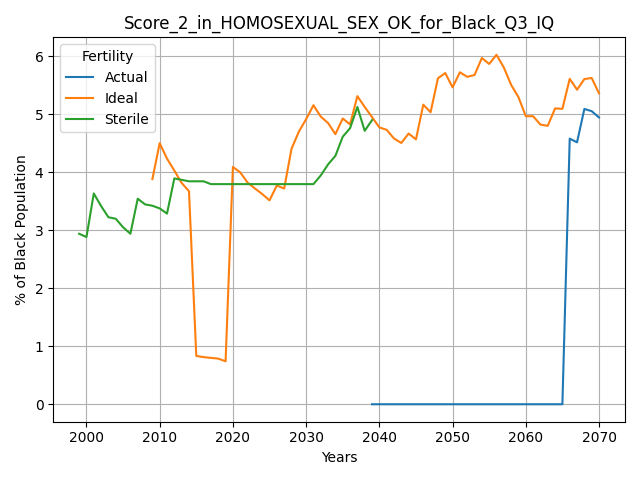 Score_2_in_HOMOSEXUAL_SEX_OK_for_Black_Q3_IQ
Fertility
Actual
Ideal
Sterile
% of Black Population
6
5
4
3
2
1
0
2000 2010 2020 2030 2040 2050 2060 2070
Years